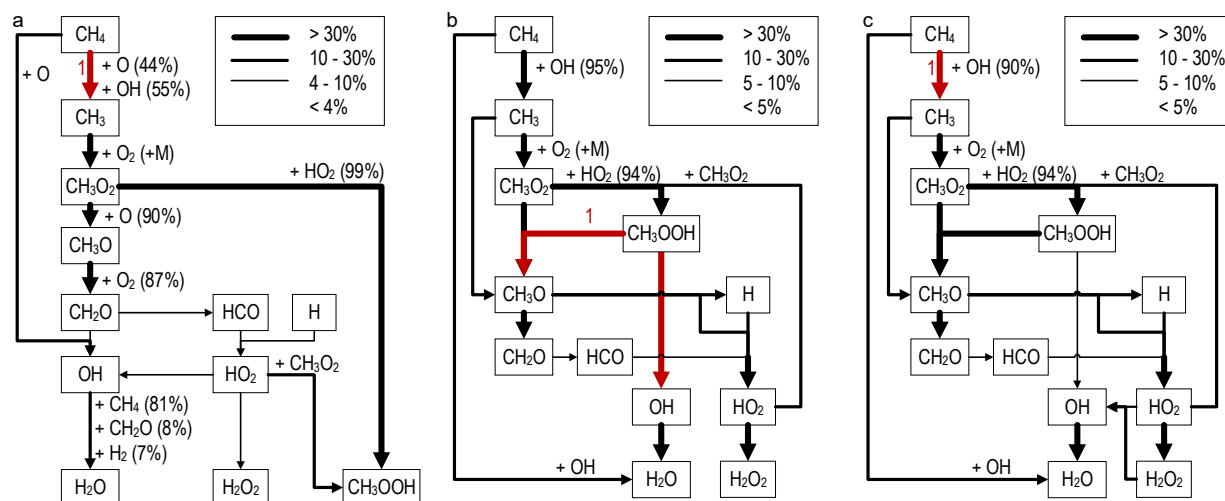 a
CH₄
+ O
1
+ O (44%)
+ OH (55%)
> 30%
10 - 30%
4 - 10%
< 4%
CH₃
+ O₂ (+M)
CH₃O₂
+ HO₂ (99%)
+ O (90%)
CH₃O
+ O₂ (87%)
CH₂O
HCO
H
OH
HO₂
+ CH₃O₂
+ CH₄ (81%)
+ CH₂O (8%)
+ H₂ (7%)
H₂O
H₂O₂
CH₃OOH
b
CH₄
+ OH (95%)
> 30%
10 - 30%
5 - 10%
< 5%
CH₃
+ O₂ (+M)
CH₃O₂
+ HO₂ (94%)
+ CH₃O₂
1
CH₃OOH
CH₃O
H
CH₂O
HCO
OH
HO₂
+ OH
H₂O
H₂O₂
c
CH₄
1
+ OH (90%)
> 30%
10 - 30%
5 - 10%
< 5%
CH₃
+ O₂ (+M)
CH₃O₂
+ HO₂ (94%)
+ CH₃O₂
CH₃OOH
CH₃O
H
CH₂O
HCO
OH
HO₂
+ OH
H₂O
H₂O₂